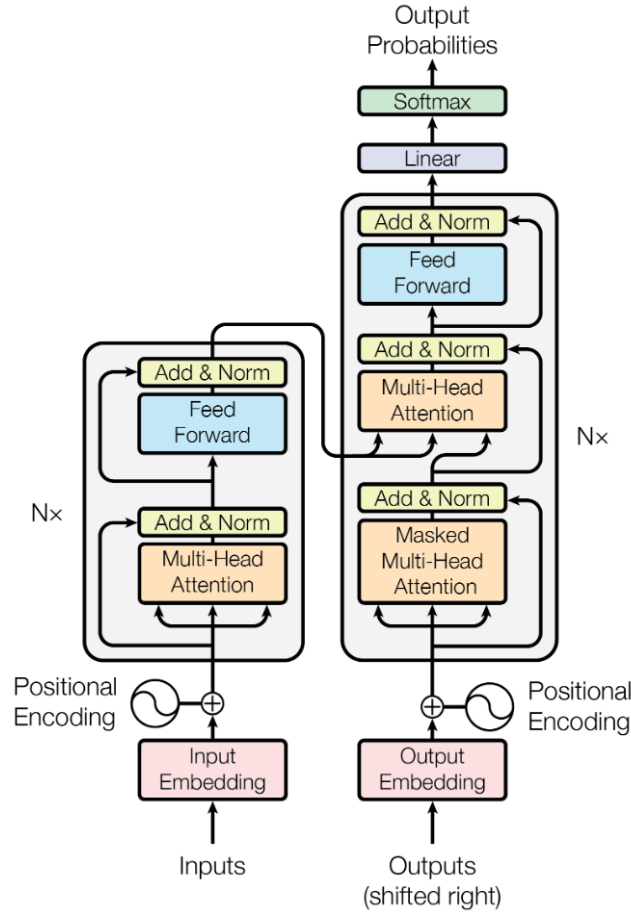 Output
Probabilities
Softmax
Linear
Add & Norm
Feed
Forward
Add & Norm
Multi-Head
Attention
Add & Norm
Masked
Multi-Head
Attention
N×
Add & Norm
Feed
Forward
Add & Norm
Multi-Head
Attention
N×
Positional
Encoding
Positional
Encoding
Input
Embedding
Output
Embedding
Inputs
Outputs
(shifted right)